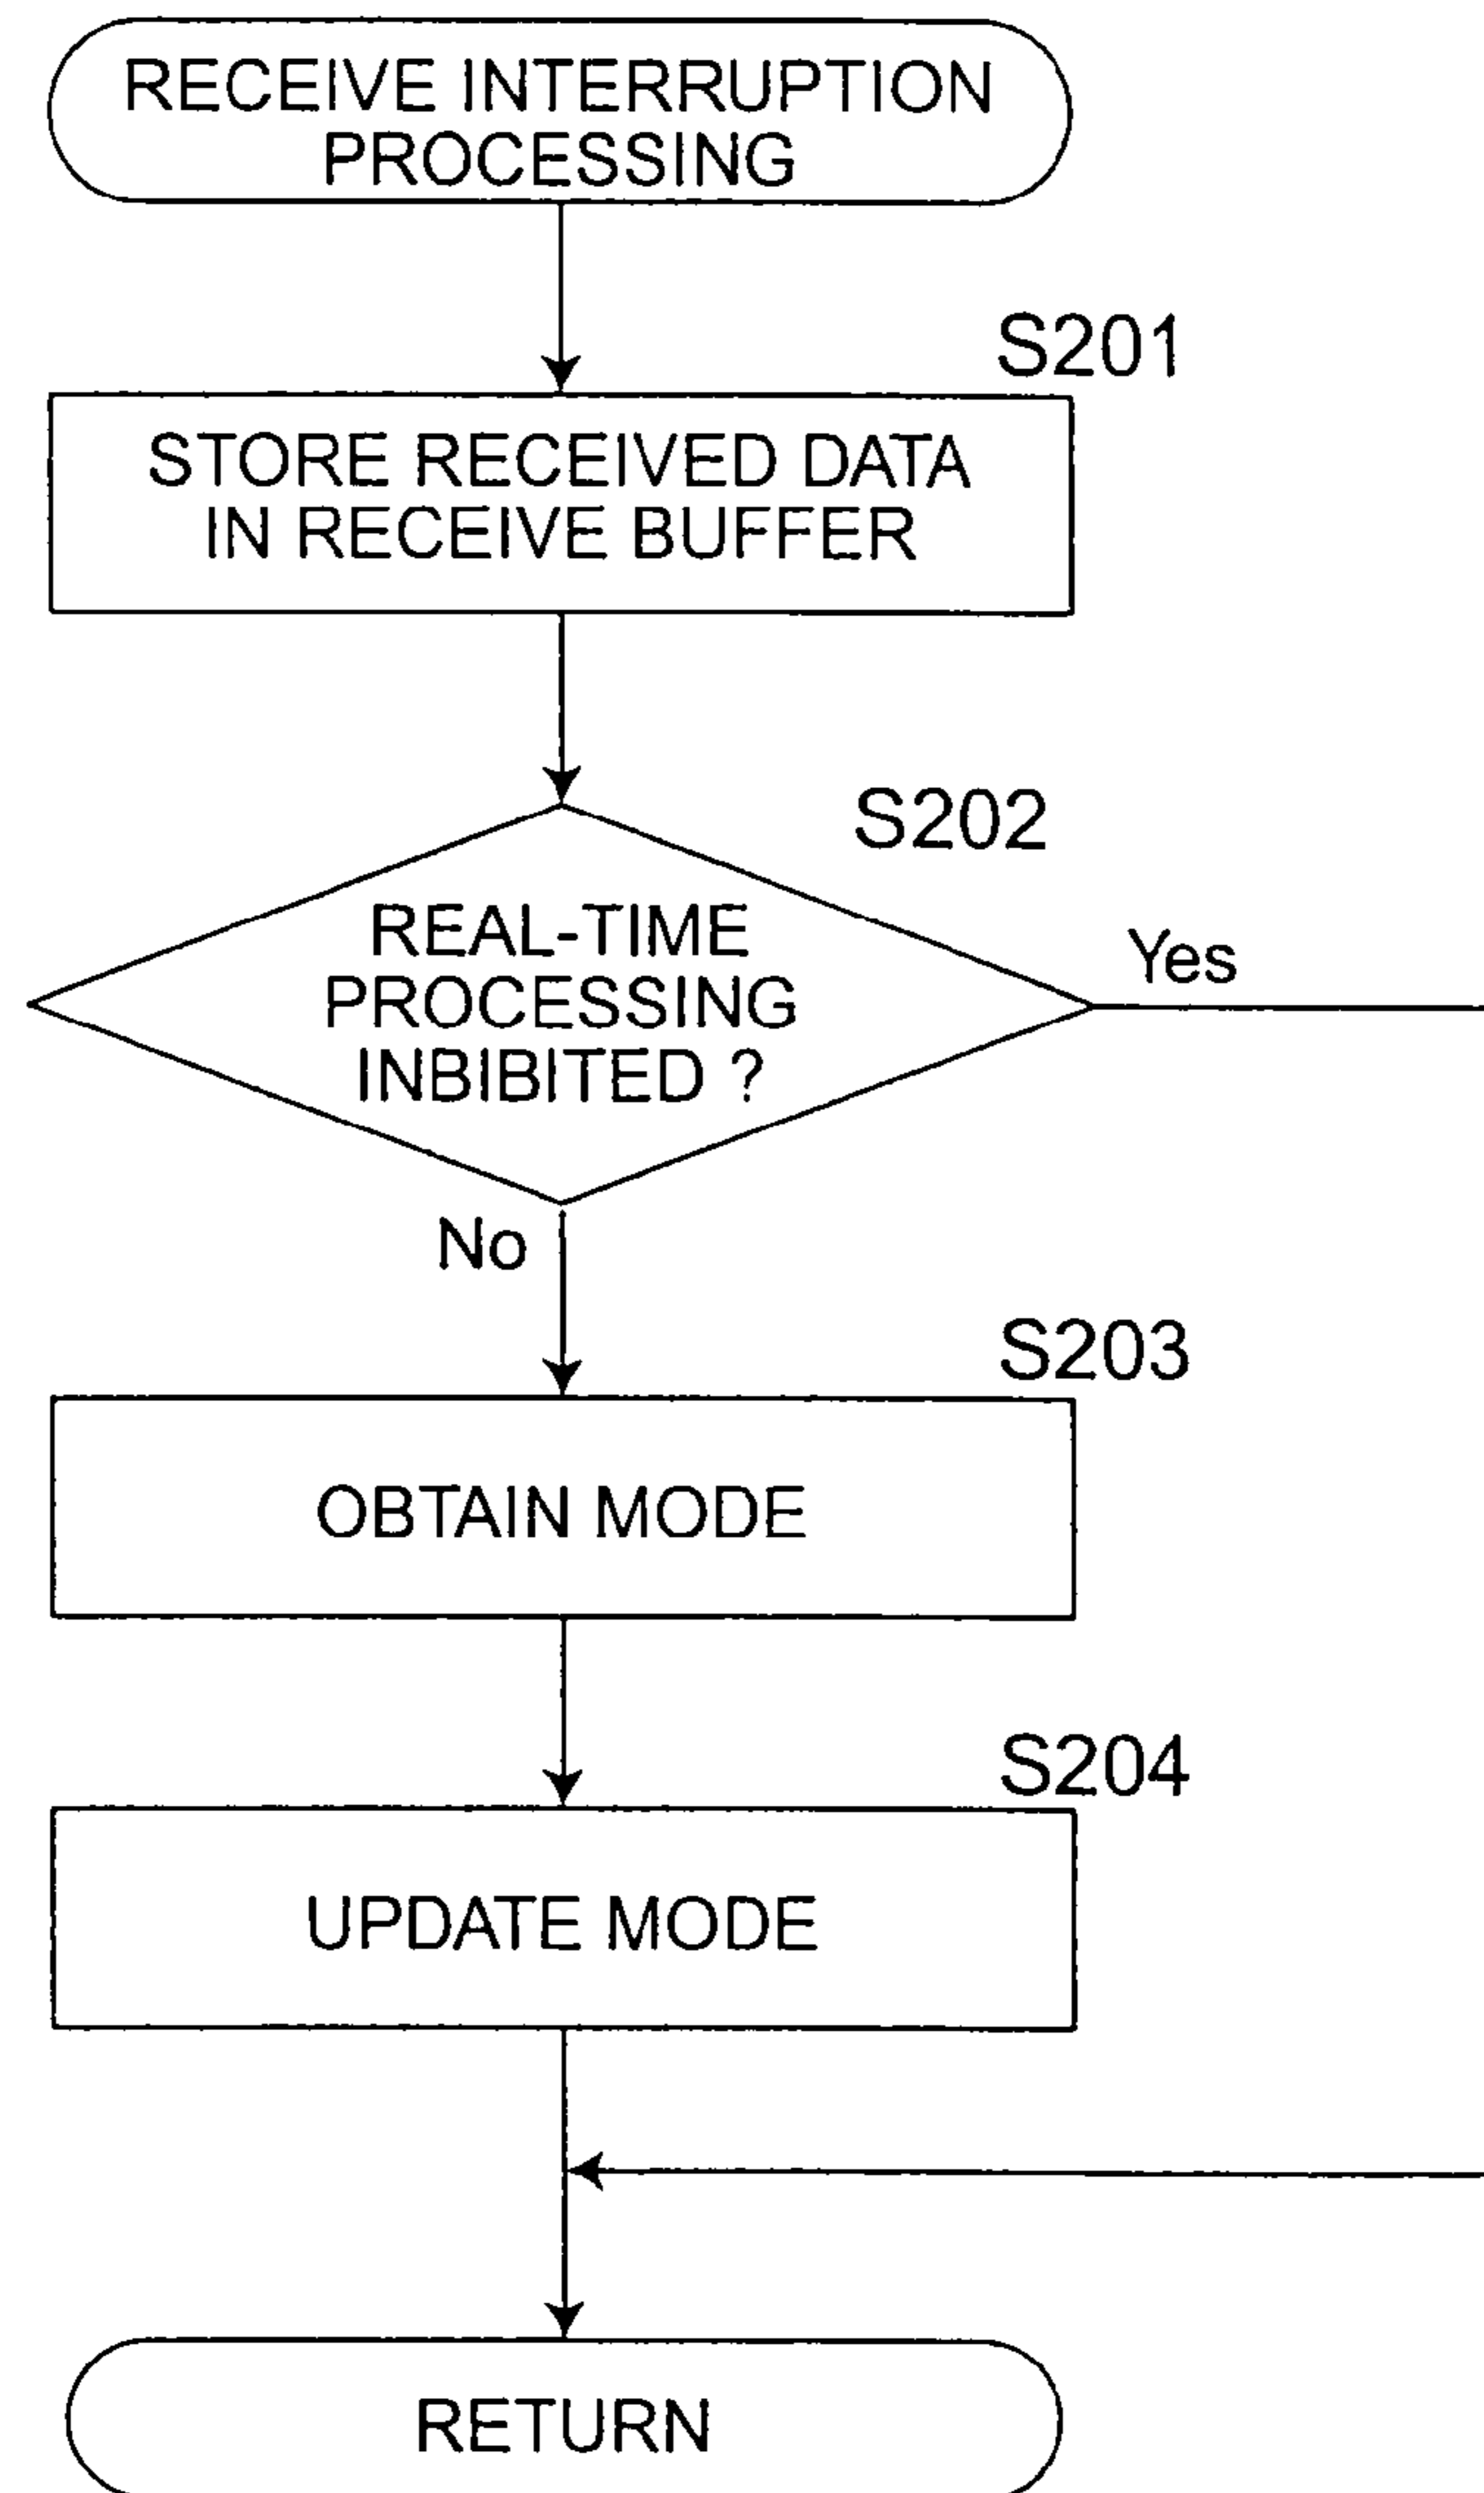 RECEIVE INTERRUPTION
PROCESSING
S201
STORE RECEIVED DATA
IN RECEIVE BUFFER
S202
REAL-TIME
PROCESSING
INBIBITED ?
Yes
No
S203
OBTAIN MODE
S204
UPDATE MODE
RETURN